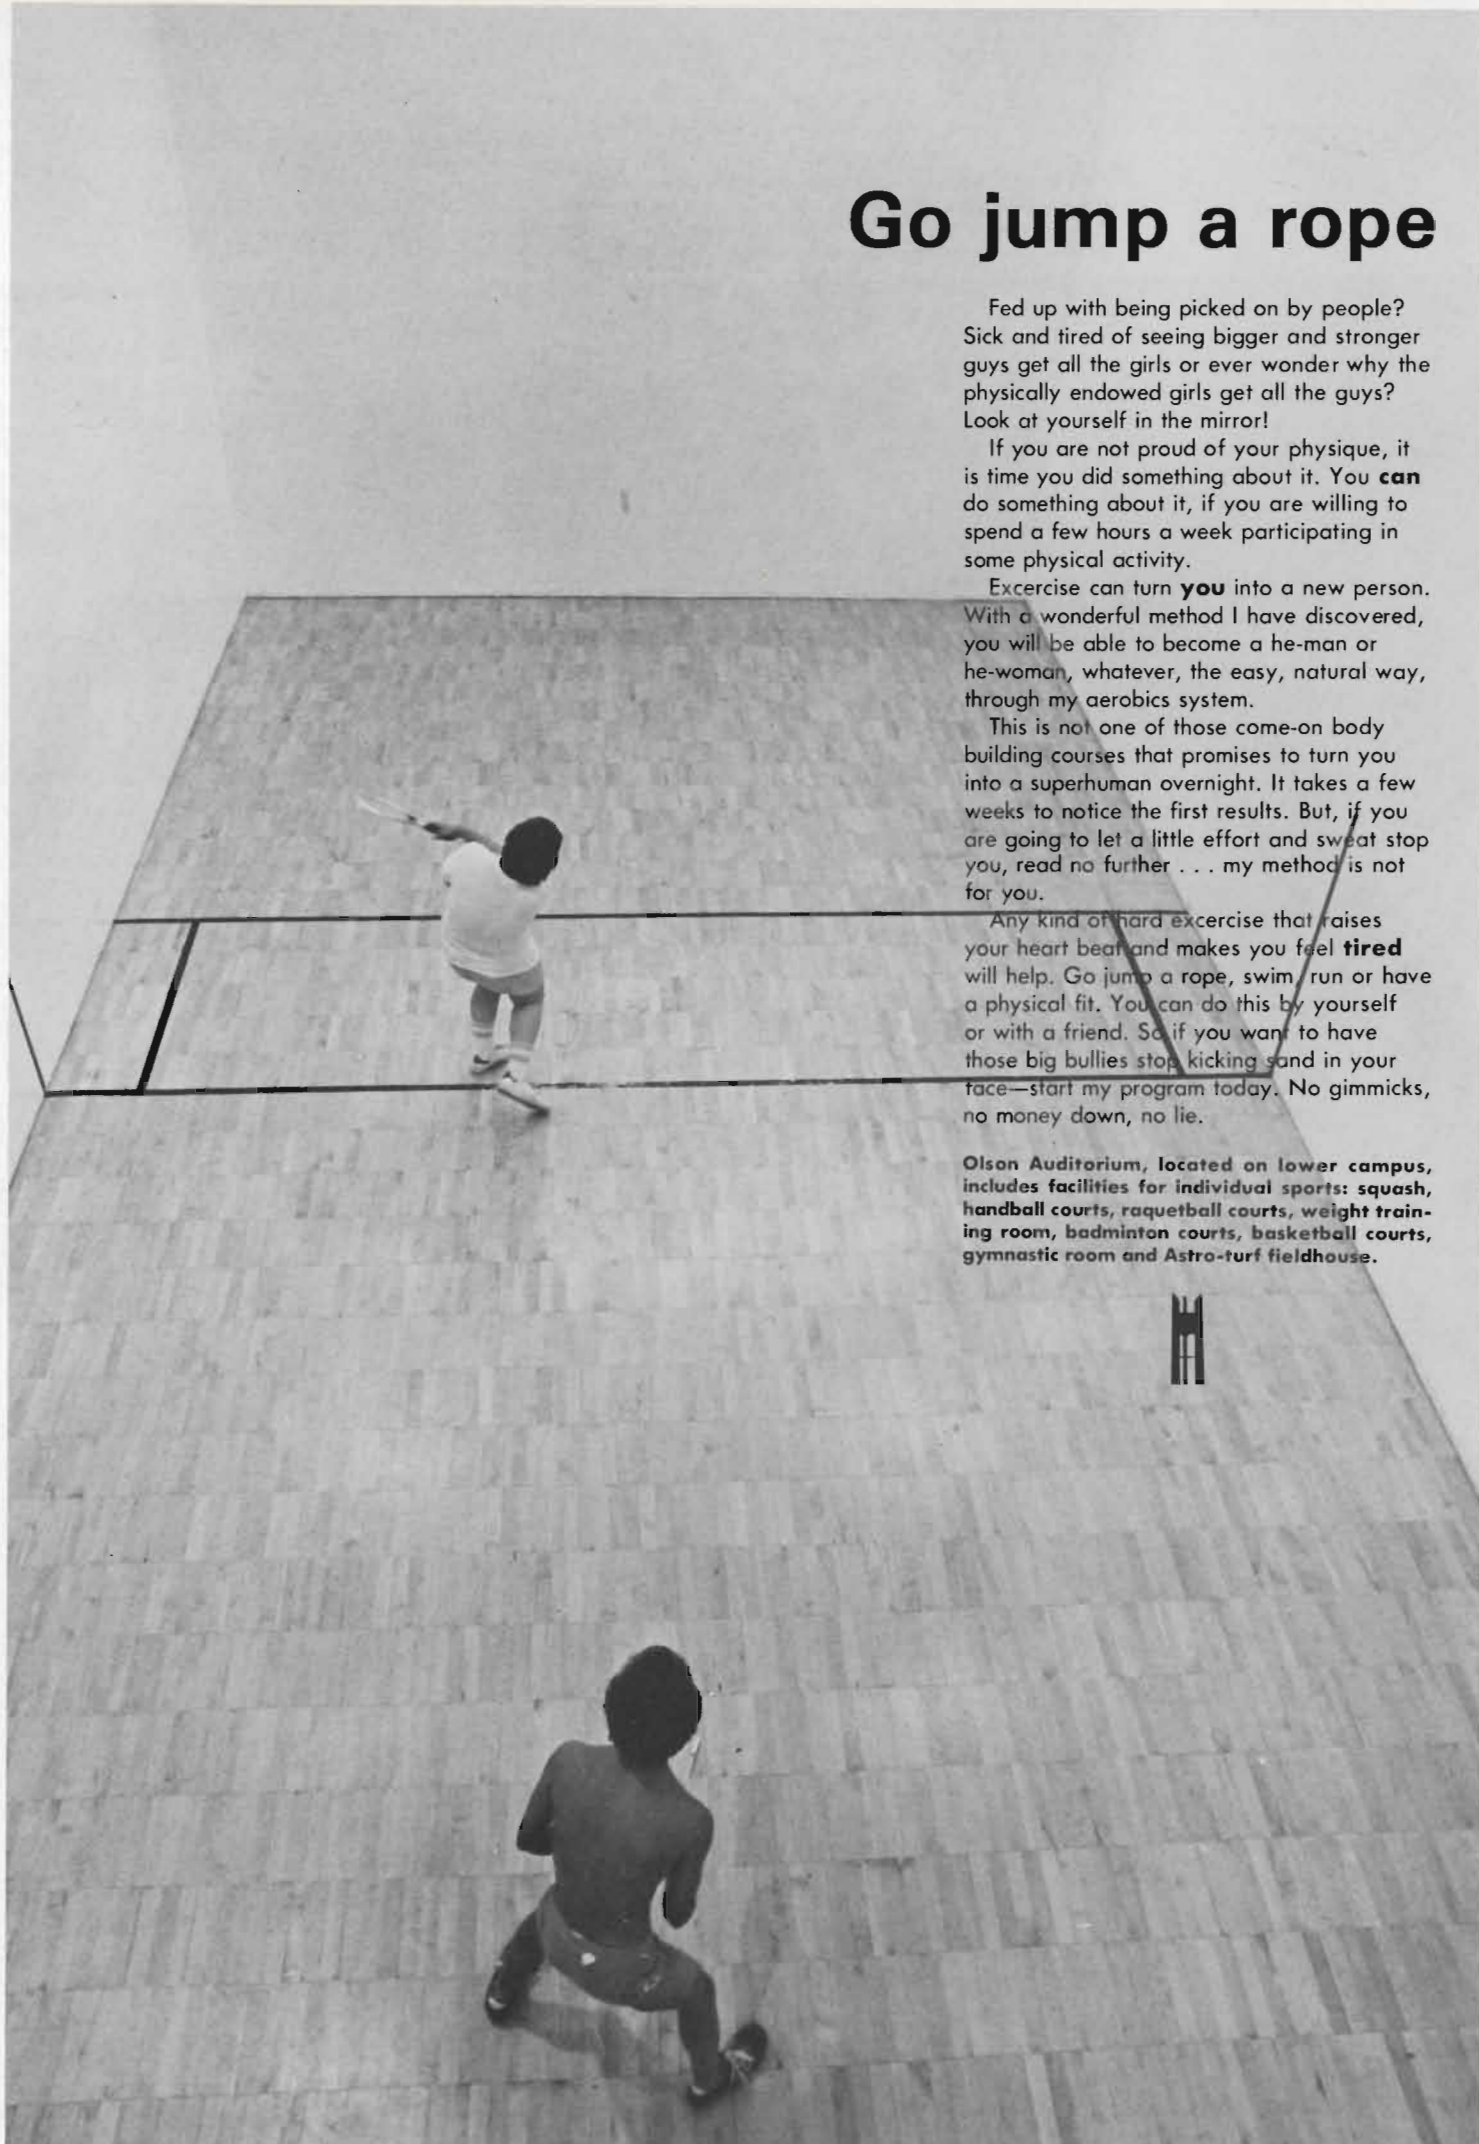 Go jump a rope
Fed up with being picked on by people?
Sick and tired of seeing bigger and stronger
guys get all the girls or ever wonder why the
physically endowed girls get all the guys?
Look at yourself in the mirror!
If you are not proud of your physique, it
is time you did something about it. You can
do something about it, if you are willing to
spend a few hours a week participating in
some physical activity.
Excercise can turn you into a new person.
With a wonderful method I have discovered,
you will be able to become a he-man or
he-woman, whatever, the easy, natural way,
through my aerobics system.
This is not one of those come-on body
building courses that promises to turn you
into a superhuman overnight. It takes a few
weeks to notice the first results. But, if you
are going to let a little effort and sweat stop
you, read no further . . . my method is not
for you.
Any kind of hard excercise that raises
your heart beat and makes you feel tired
will help. Go jump a rope, swim, run or have
a physical fit. You can do this by yourself
or with a friend. So if you want to have
those big bullies stop kicking sand in your
face—start my program today. No gimmicks,
no money down, no lie.
Olson Auditorium, located on lower campus,
includes facilities for individual sports: squash,
handball courts, raquetball courts, weight train-
ing room, badminton courts, basketball courts,
gymnastic room and Astro-turf fieldhouse.